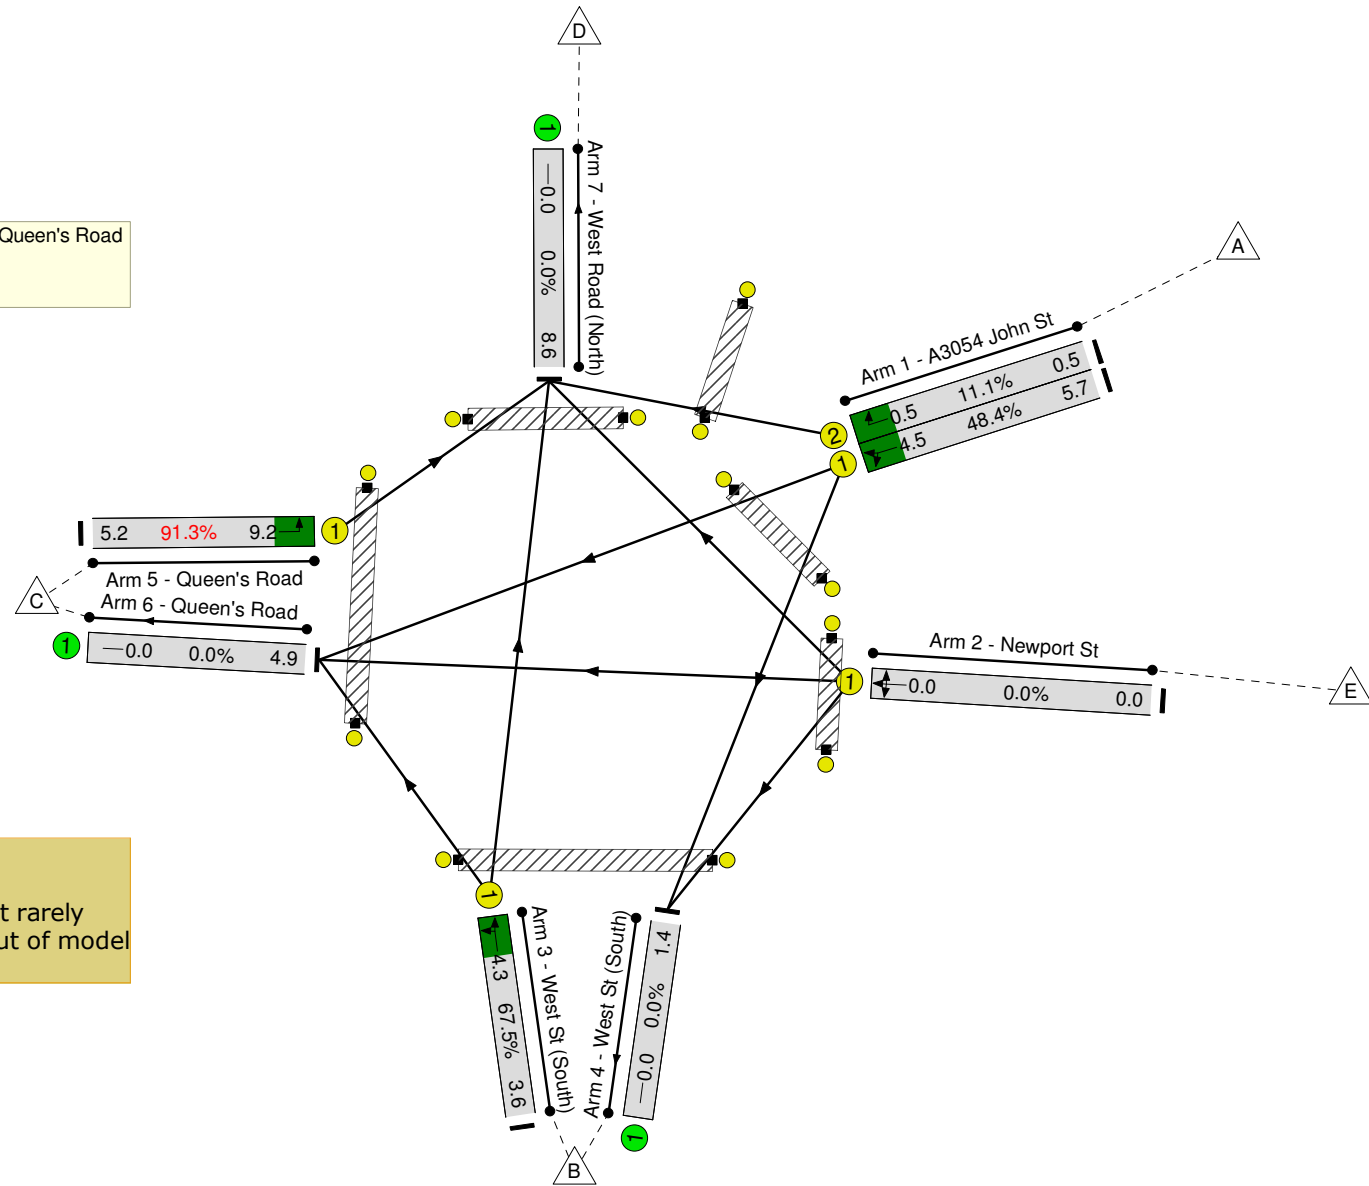 D
1
0.0 0.0% 8.6
Arm 7 - West Road (North)
Queen's Road
A
Arm 1 - A3054 John St
2
0.5 11.1% 0.5
1
4.5 48.4% 5.7
5.2 91.3% 9.2
1
Arm 5 - Queen's Road
C
Arm 6 - Queen's Road
1
0.0 0.0% 4.9
Arm 2 - Newport St
1
0.0 0.0% 0.0
E
t rarely
ut of model
1
4.3 67.5% 3.6
Arm 3 - West St (South)
Arm 4 - West St (South)
0.0 0.0% 1.4
1
B